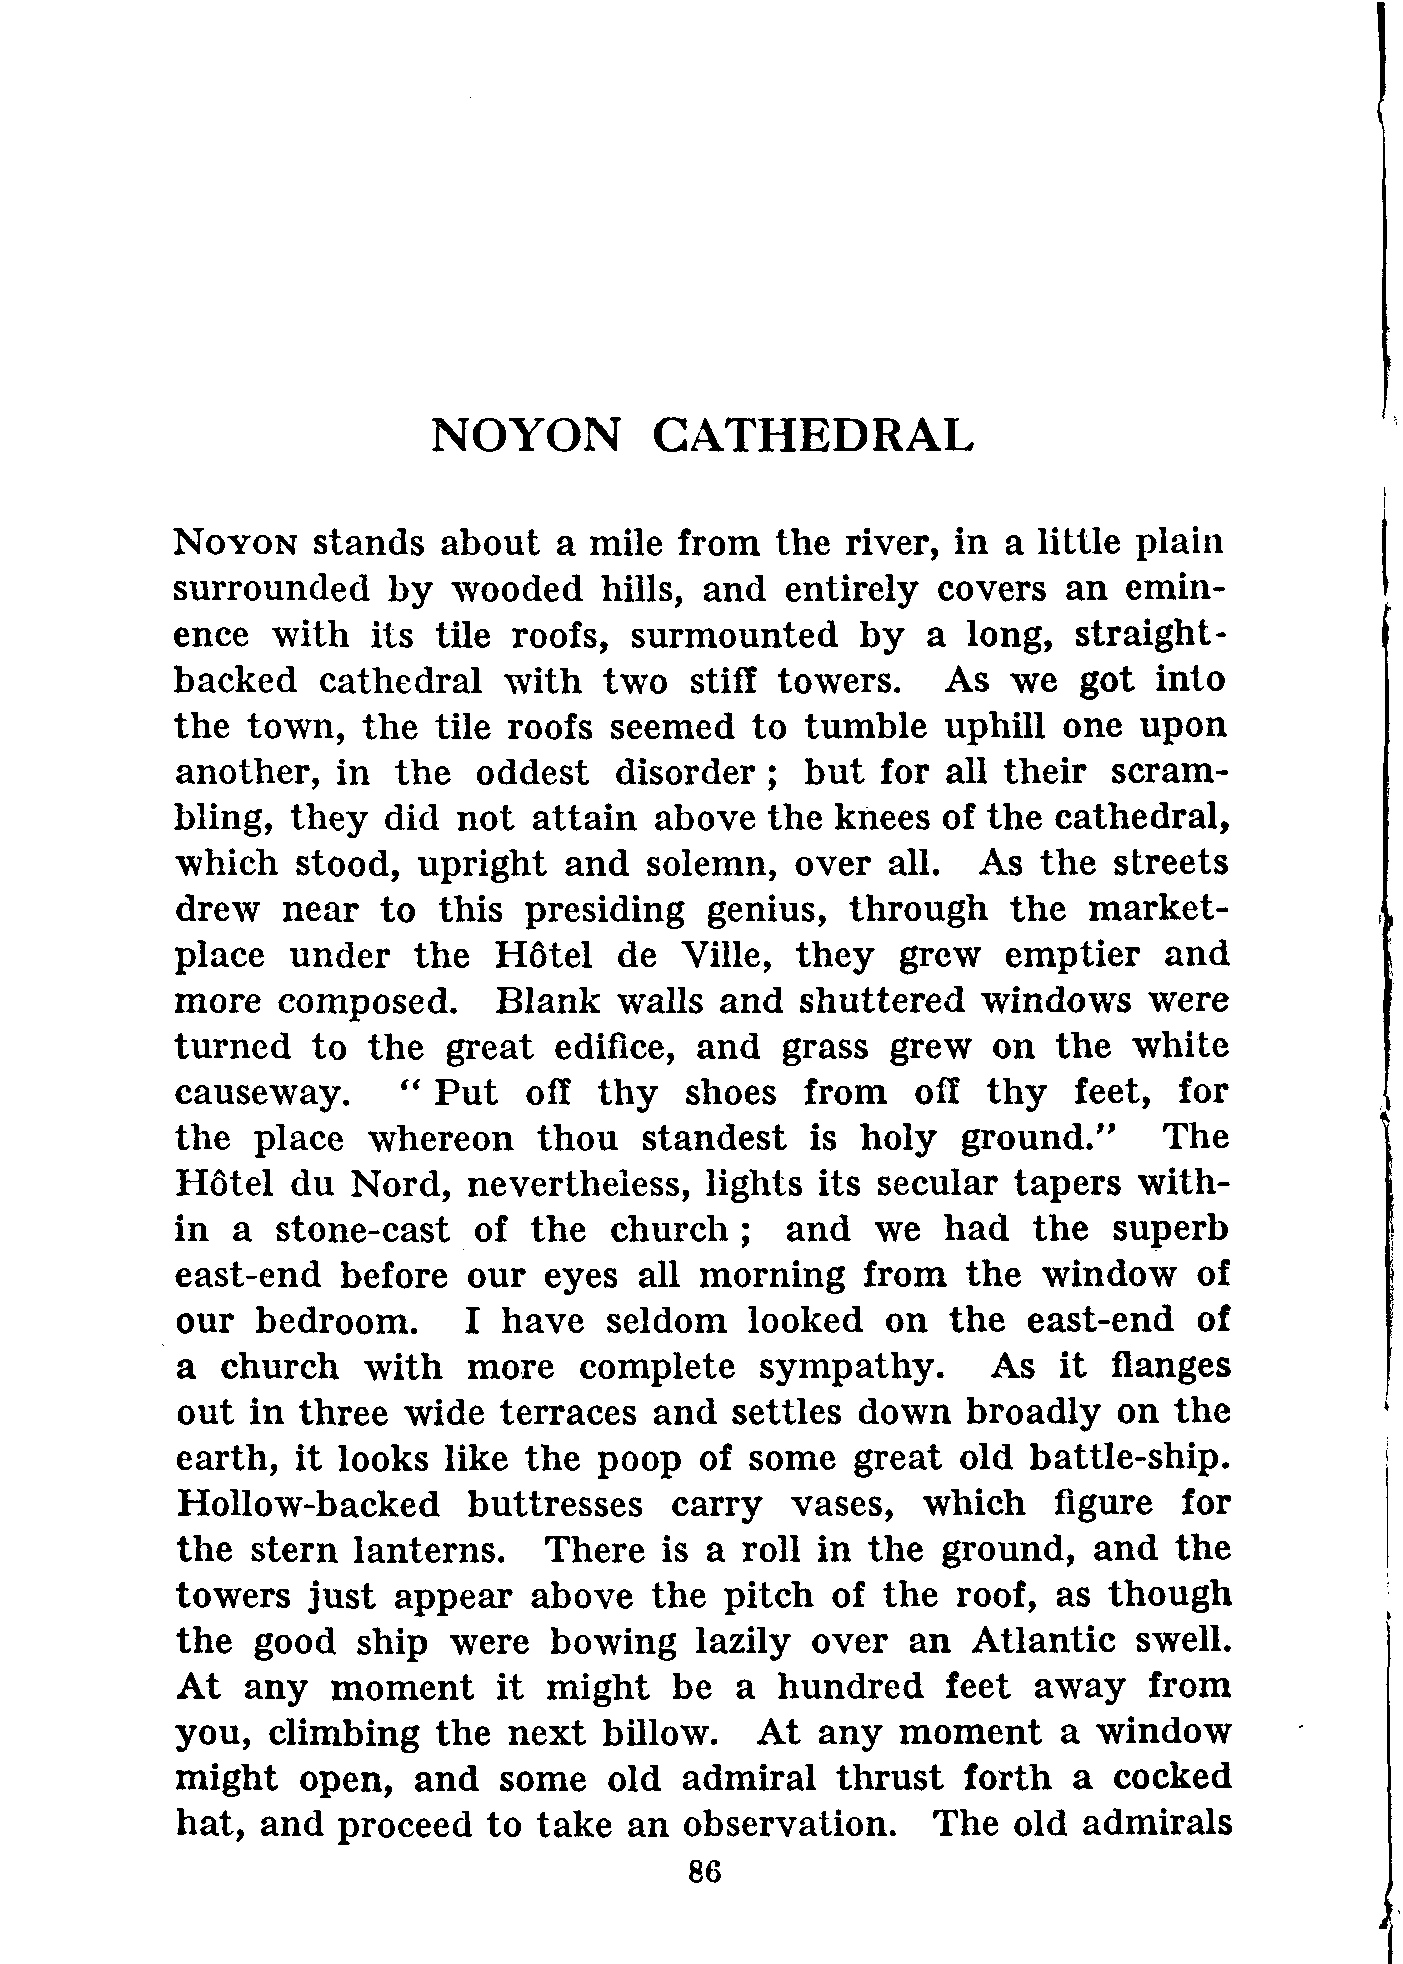 NOYON CATHEDRAL
NOYON stands about a mile from the river, in a little plain
surrounded by wooded hills, and entirely covers an emin-
ence with its tile roofs, surmounted by a long, straight-
backed cathedral with two stiff towers. As we got into
the town, the tile roofs seemed to tumble uphill one upon
another, in the oddest disorder ; but for all their scram-
bling, they did not attain above the knees of the cathedral,
which stood, upright and solemn, over all. As the streets
drew near to this presiding genius, through the market-
place under the Hôtel de Ville, they grew emptier and
more composed. Blank walls and shuttered windows were
turned to the great edifice, and grass grew on the white
causeway. “ Put off thy shoes from off thy feet, for
the place whereon thou standest is holy ground.” The
Hôtel du Nord, nevertheless, lights its secular tapers with-
in a stone-cast of the church ; and we had the superb
east-end before our eyes all morning from the window of
our bedroom. I have seldom looked on the east-end of
a church with more complete sympathy. As it flanges
out in three wide terraces and settles down broadly on the
earth, it looks like the poop of some great old battle-ship.
Hollow-backed buttresses carry vases, which figure for
the stern lanterns. There is a roll in the ground, and the
towers just appear above the pitch of the roof, as though
the good ship were bowing lazily over an Atlantic swell.
At any moment it might be a hundred feet away from
you, climbing the next billow. At any moment a window
might open, and some old admiral thrust forth a cocked
hat, and proceed to take an observation. The old admirals
86